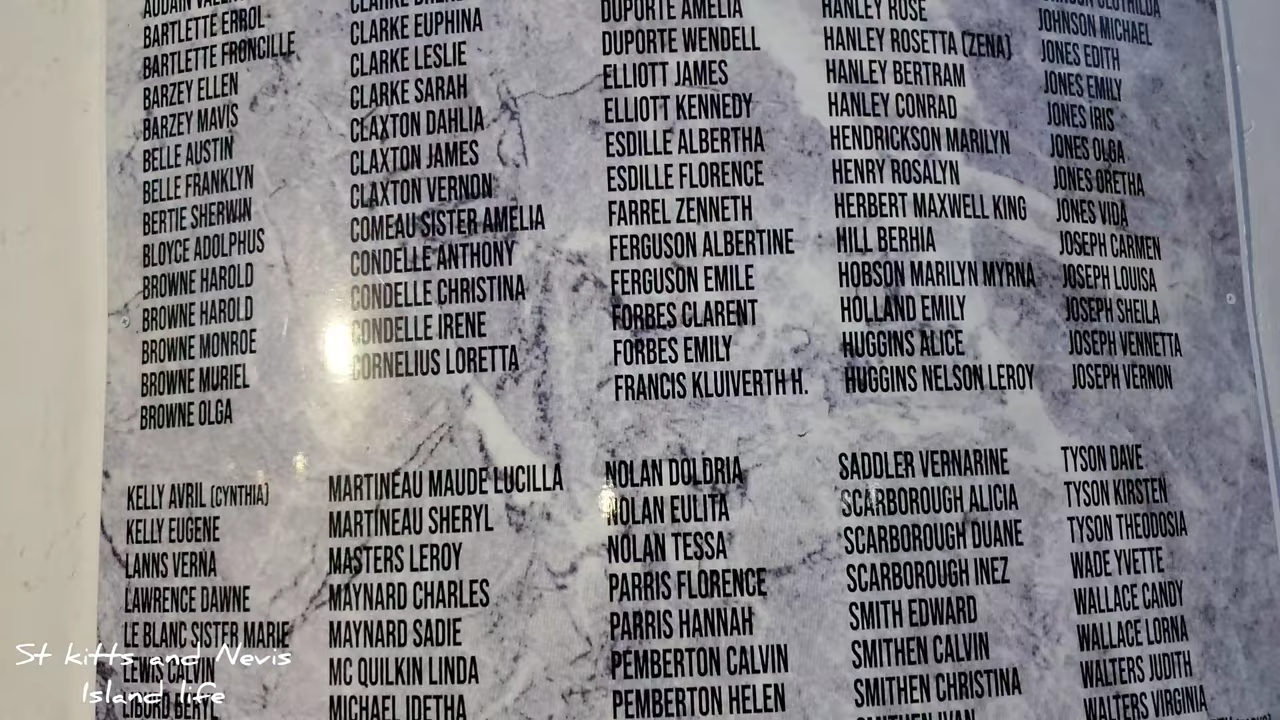 AUDAIN
BARTLETTE ERROL
BARTLETTE FRONCILLE
BARZEY ELLEN
BARZEY MAVIS
BELLE AUSTIN
BELLE FRANKLYN
BERTIE SHERWIN
BLOYCE ADOLPHUS
BROWNE HAROLD
BROWNE HAROLD
BROWNE MONROE
BROWNE MURIEL
BROWNE OLGA
CLARKE
CLARKE EUPHINA
CLARKE LESLIE
CLARKE SARAH
CLAXTON DAHLIA
CLAXTON JAMES
CLAXTON VERNON
COMEAU SISTER AMELIA
CONDELLE ANTHONY
CONDELLE CHRISTINA
CONDELLE IRENE
CORNELIUS LORETTA
DUPORTE AMELIA
DUPORTE WENDELL
ELLIOTT JAMES
ELLIOTT KENNEDY
ESDILLE ALBERTHA
ESDILLE FLORENCE
FARREL ZENNETH
FERGUSON ALBERTINE
FERGUSON EMILE
FORBES CLARENT
FORBES EMILY
FRANCIS KLUIVERTH H.
HANLEY ROSE
HANLEY ROSETTA (ZENA)
HANLEY BERTRAM
HANLEY CONRAD
HENDRICKSON MARILYN
HENRY ROSALYN
HERBERT MAXWELL KING
HILL BERHIA
HOBSON MARILYN MYRNA
HOLLAND EMILY
HUGGINS ALICE
HUGGINS NELSON LEROY
JOHNSON CLOTHILDA
JOHNSON MICHAEL
JONES EDITH
JONES EMILY
JONES IRIS
JONES OLGA
JONES ORETHA
JONES VIDA
JOSEPH CARMEN
JOSEPH LOUISA
JOSEPH SHEILA
JOSEPH VENNETTA
JOSEPH VERNON
KELLY AVRIL (CYNTHIA)
KELLY EUGENE
LANNS VERNA
LAWRENCE DAWNE
LE BLANC SISTER MARIE
LEWIS CALVIN
LIBURD BERYL
MARTINEAU MAUDE LUCILLA
MARTINEAU SHERYL
MASTERS LEROY
MAYNARD CHARLES
MAYNARD SADIE
MC QUILKIN LINDA
MICHAEL IDETHA
NOLAN DOLDRIA
NOLAN EULITA
NOLAN TESSA
PARRIS FLORENCE
PARRIS HANNAH
PEMBERTON CALVIN
PEMBERTON HELEN
SADDLER VERNARINE
SCARBOROUGH ALICIA
SCARBOROUGH DUANE
SCARBOROUGH INEZ
SMITH EDWARD
SMITHEN CALVIN
SMITHEN CHRISTINA
SMITHEN IVAN
TYSON DAVE
TYSON KIRSTEN
TYSON THEODOSIA
WADE YVETTE
WALLACE CANDY
WALLACE LORNA
WALTERS JUDITH
WALTERS VIRGINIA
St kitts and Nevis
Island life